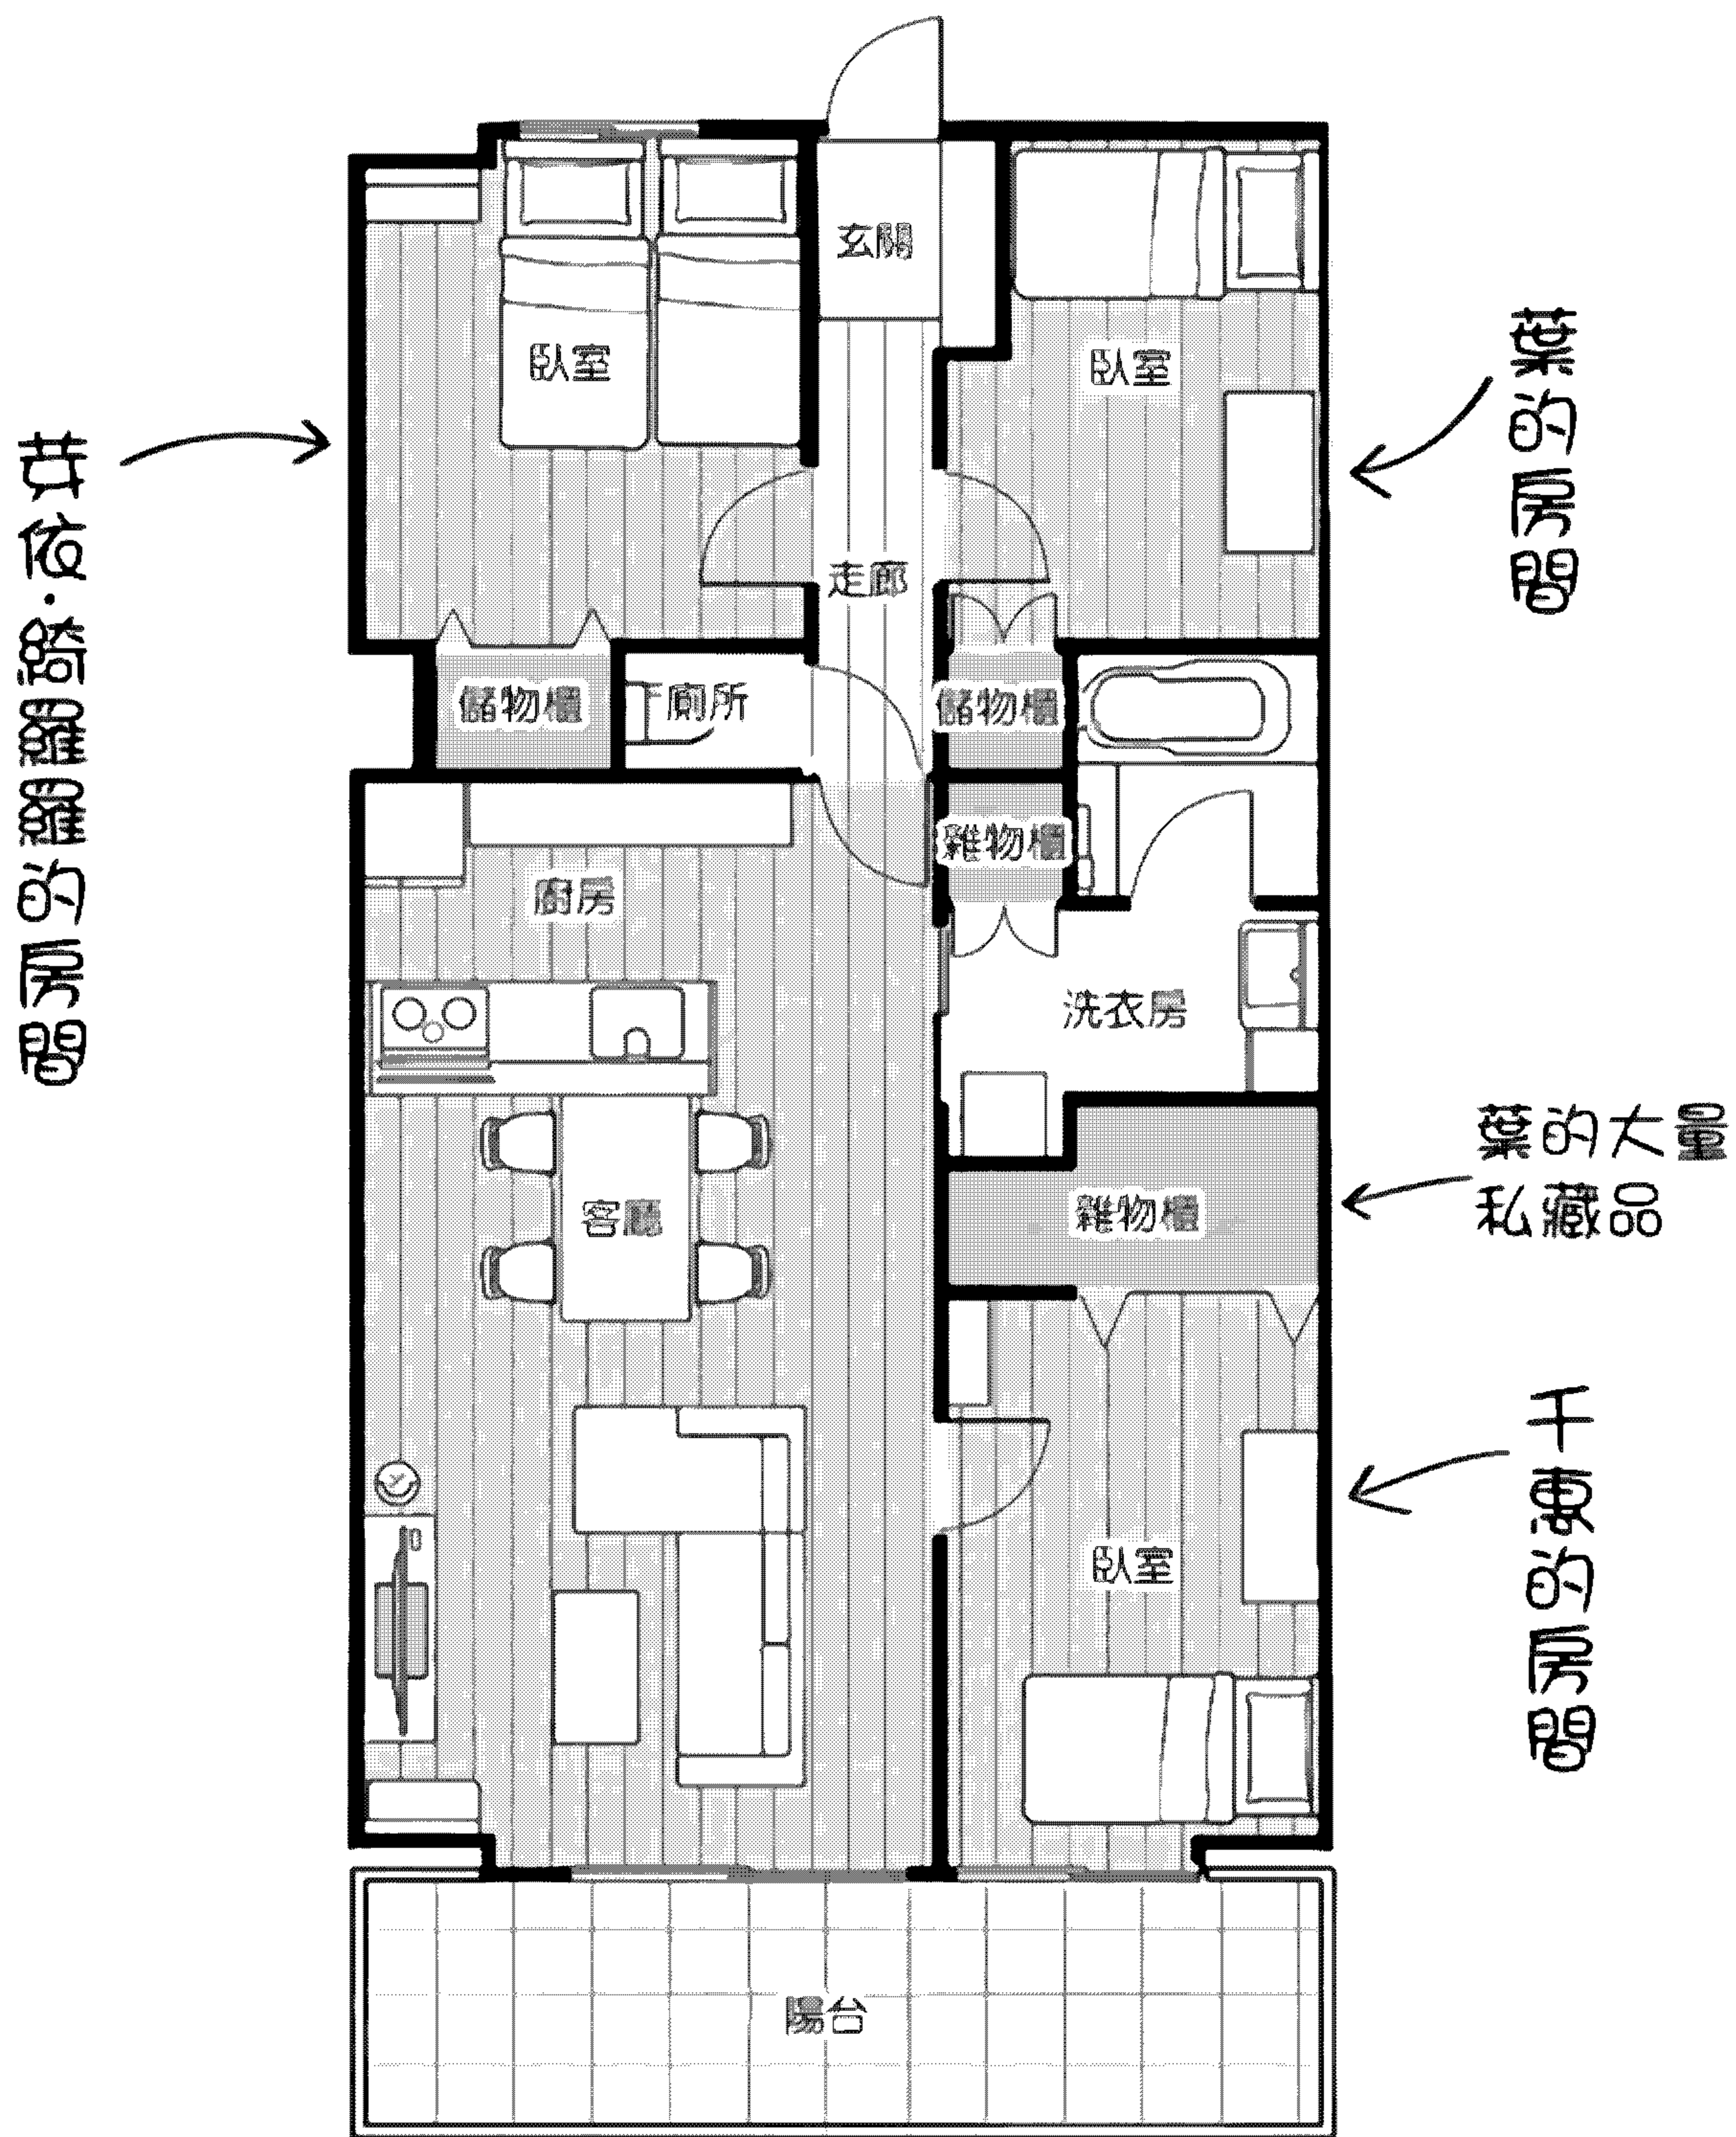 玄關
臥室
臥室
葉的房間
芽依·綺羅羅的房間
走廊
儲物櫃
廁所
儲物櫃
雜物櫃
廚房
洗衣房
葉的大量
私藏品
客廳
雜物櫃
千惠的房間
臥室
陽台